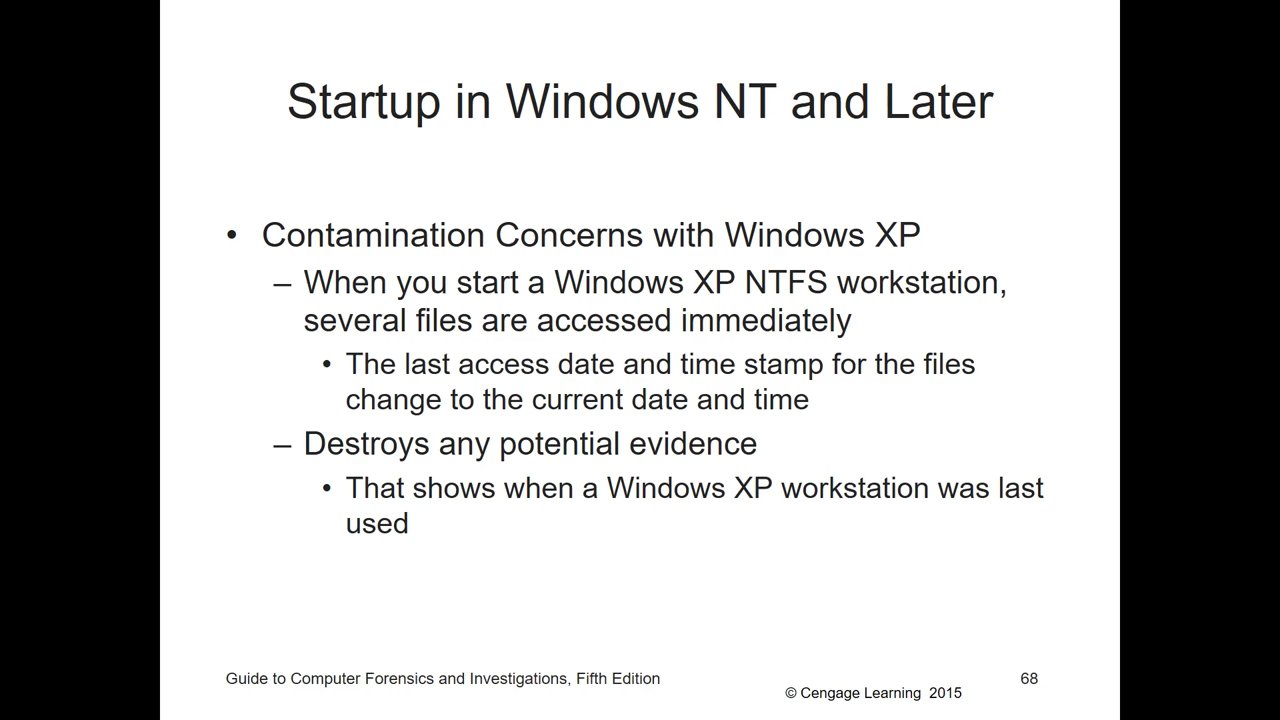 Startup in Windows NT and Later
• Contamination Concerns with Windows XP
– When you start a Windows XP NTFS workstation,
several files are accessed immediately
• The last access date and time stamp for the files
change to the current date and time
– Destroys any potential evidence
• That shows when a Windows XP workstation was last
used
Guide to Computer Forensics and Investigations, Fifth Edition
68
© Cengage Learning 2015